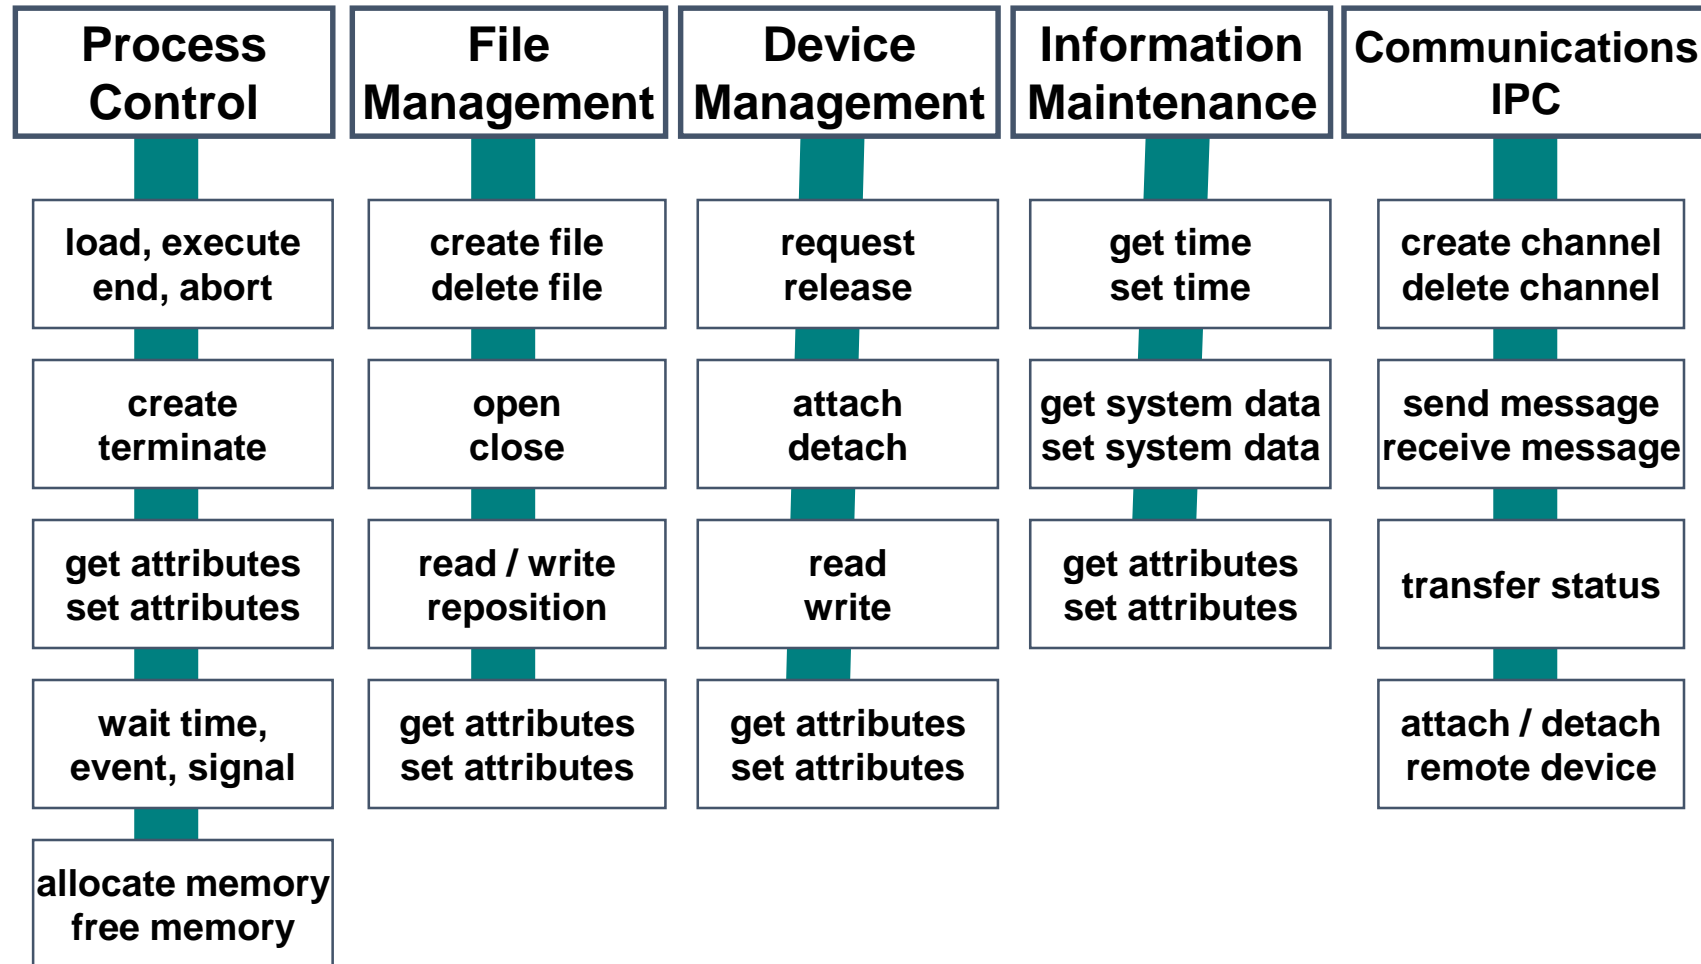 Process
Control
load, execute
end, abort
create
terminate
get attributes
set attributes
wait time,
event, signal
allocate memory
free memory
File
Management
create file
delete file
open
close
read / write
reposition
get attributes
set attributes
Device
Management
request
release
attach
detach
read
write
get attributes
set attributes
Information
Maintenance
get time
set time
get system data
set system data
get attributes
set attributes
Communications
IPC
create channel
delete channel
send message
receive message
transfer status
attach / detach
remote device